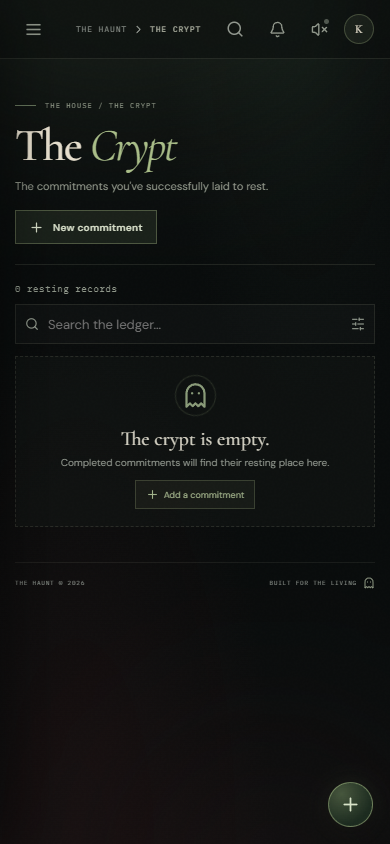 THE HAUNT > THE CRYPT
K
THE HOUSE / THE CRYPT
The Crypt
The commitments you've successfully laid to rest.
+ New commitment
0 resting records
Search the ledger...
The crypt is empty.
Completed commitments will find their resting place here.
+ Add a commitment
THE HAUNT © 2026
BUILT FOR THE LIVING
+